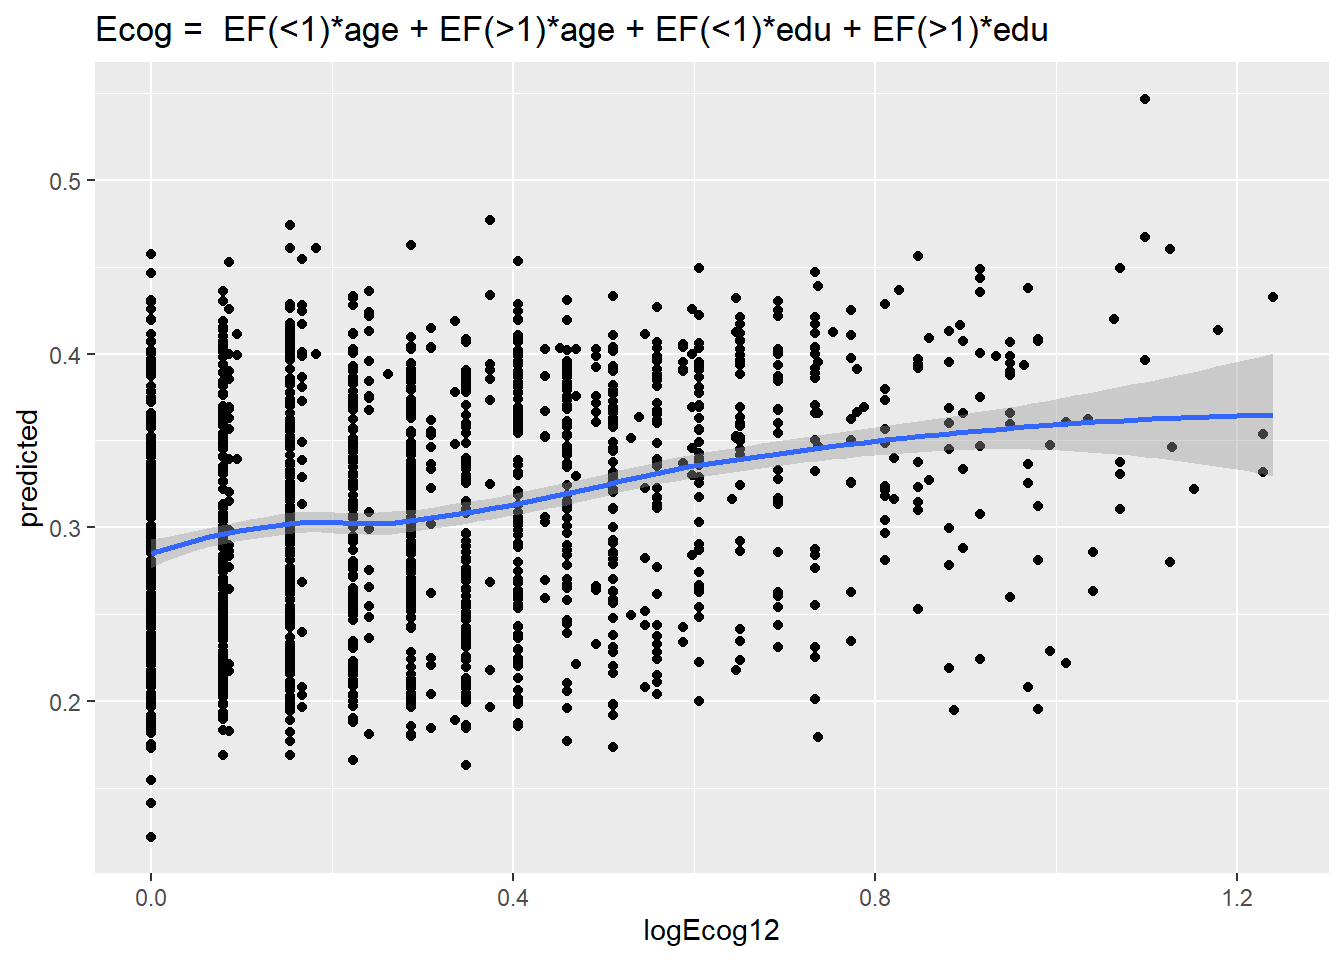 Ecog =  EF(<1)*age + EF(>1)*age + EF(<1)*edu + EF(>1)*edu
0.5
0.4
0.3
0.2
predicted
0.0 0.4 0.8 1.2
logEcog12